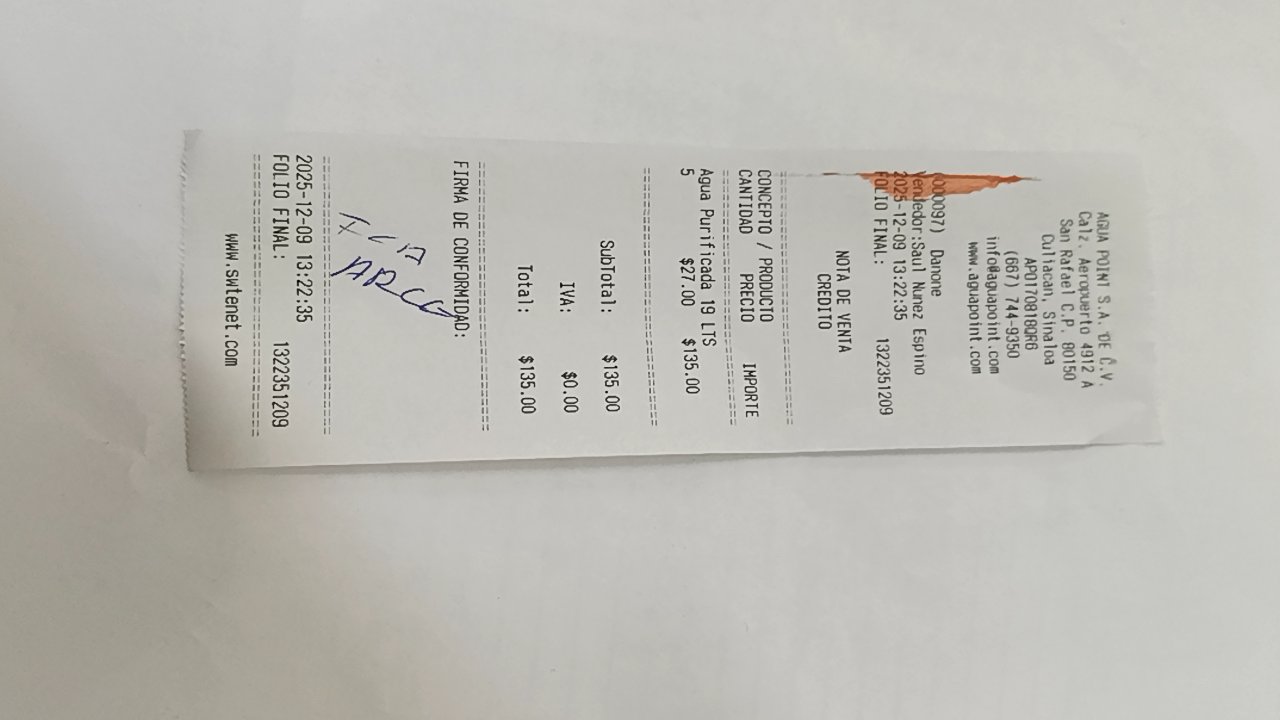 AGUA POINT S.A. DE C.V.
Calz. Aeropuerto 4912 A
San Rafael C.P. 80150
Culiacan, Sinaloa
APO170818QR6
(667) 744-9350
info@aguapoint.com
www.aguapoint.com
000097) Danone
Vendedor:Saul Nunez Espino
2025-12-09 13:22:35
FOLIO FINAL: 1322351209
NOTA DE VENTA
CREDITO
CONCEPTO / PRODUCTO
CANTIDAD PRECIO IMPORTE
Agua Purificada 19 LTS
5 $27.00 $135.00
SubTotal: $135.00
IVA: $0.00
Total: $135.00
FIRMA DE CONFORMIDAD:
2025-12-09 13:22:35
FOLIO FINAL: 1322351209
www.swtenet.com